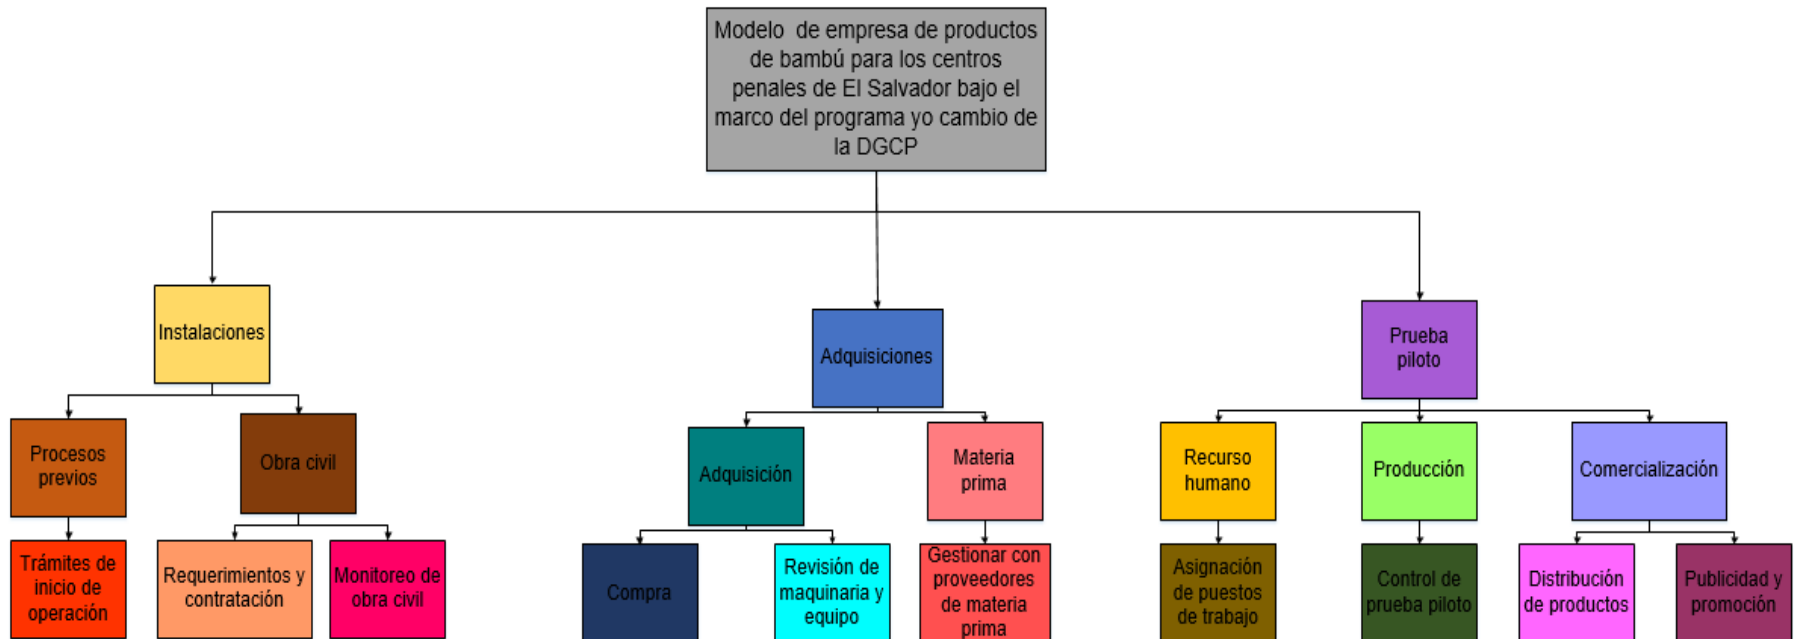 Modelo de empresa de productos
de bambú para los centros
penales de El Salvador bajo el
marco del programa yo cambio de
la DGCP
Instalaciones
Adquisiciones
Prueba
piloto
Procesos
previos
Obra civil
Adquisición
Materia
prima
Recurso
humano
Producción
Comercialización
Trámites de
inicio de
operación
Requerimientos y
contratación
Monitoreo de
obra civil
Compra
Revisión de
maquinaria y
equipo
Gestionar con
proveedores
de materia
prima
Asignación
de puestos
de trabajo
Control de
prueba piloto
Distribución
de productos
Publicidad y
promoción